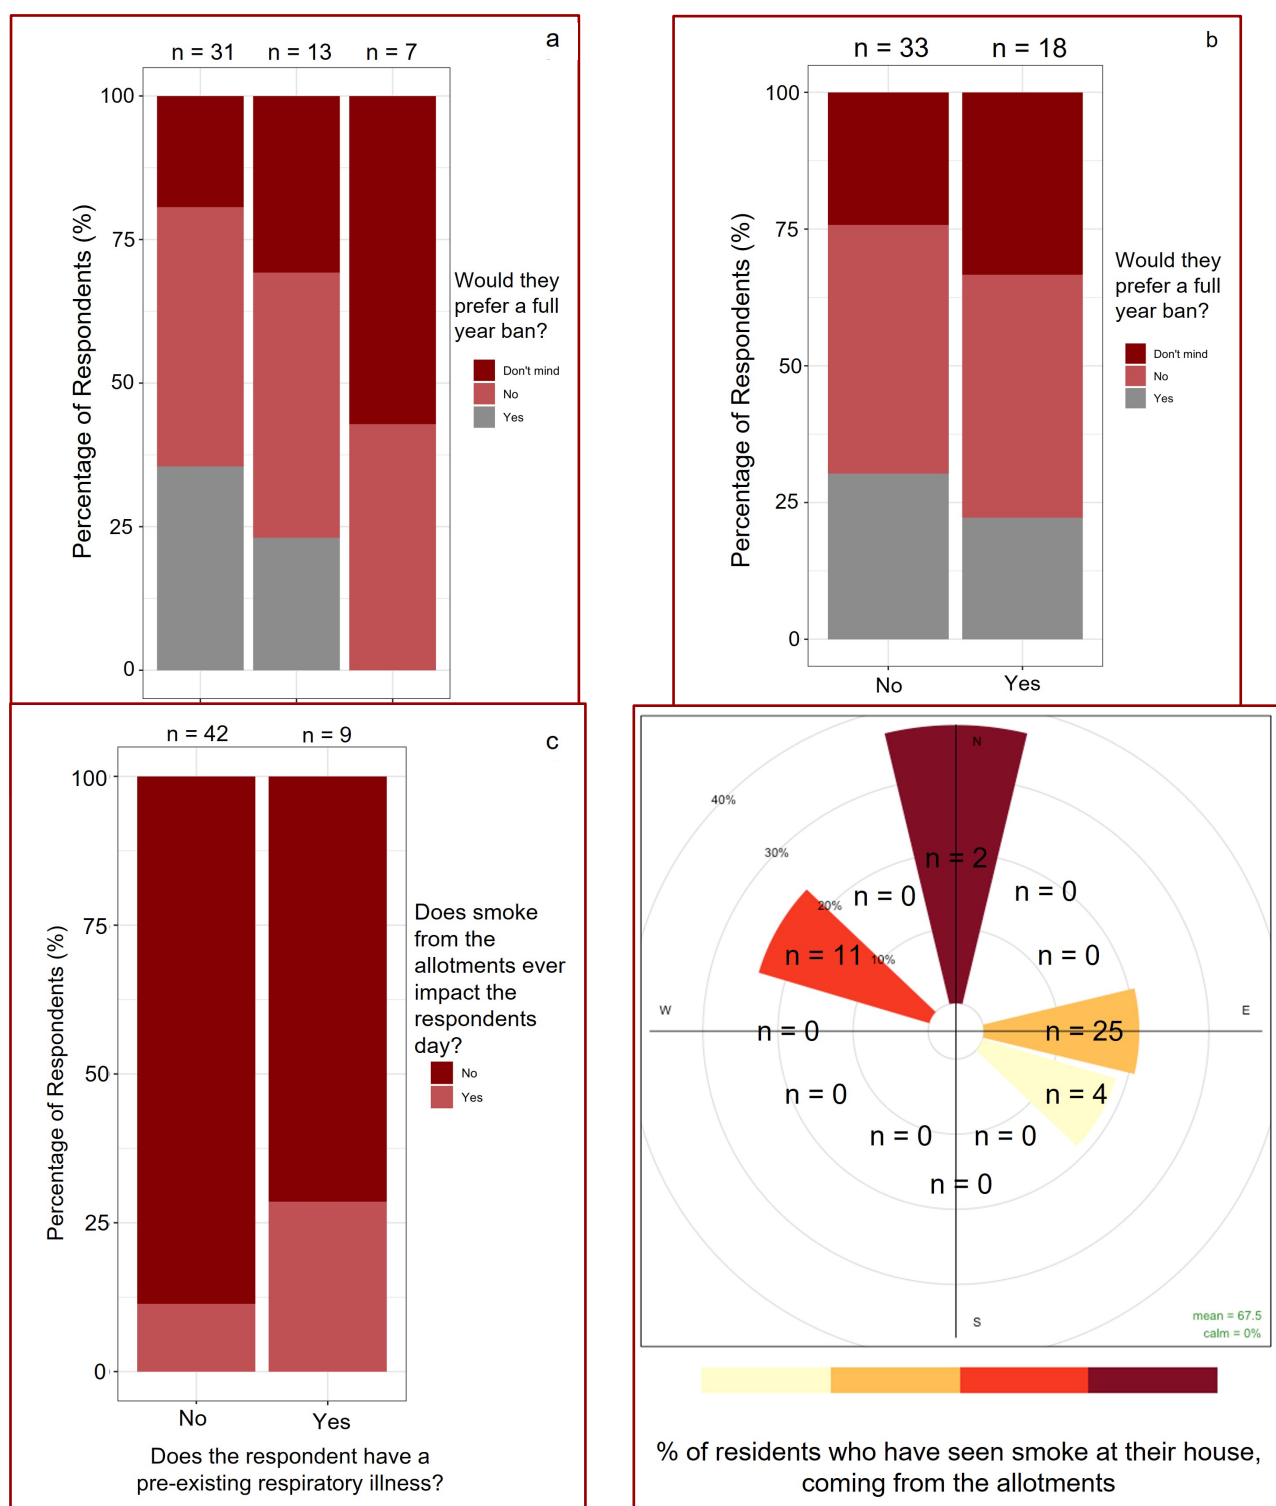 n = 31
n = 13
n = 7
a
100
75
50
25
0
Percentage of Respondents (%)
Would they
prefer a full
year ban?
Don't mind
No
Yes
n = 33
n = 18
b
100
75
50
25
0
Percentage of Respondents (%)
No
Yes
Would they
prefer a full
year ban?
Don't mind
No
Yes
n = 42
n = 9
c
100
75
50
25
0
Percentage of Respondents (%)
No
Yes
Does the respondent have a
pre-existing respiratory illness?
Does smoke
from the
allotments ever
impact the
respondents
day?
No
Yes
N
40%
30%
20%
10%
n = 2
n = 0
n = 0
n = 11
n = 0
W
E
n = 0
n = 25
n = 0
n = 4
n = 0
n = 0
n = 0
S
mean = 67.5
calm = 0%
% of residents who have seen smoke at their house,
coming from the allotments